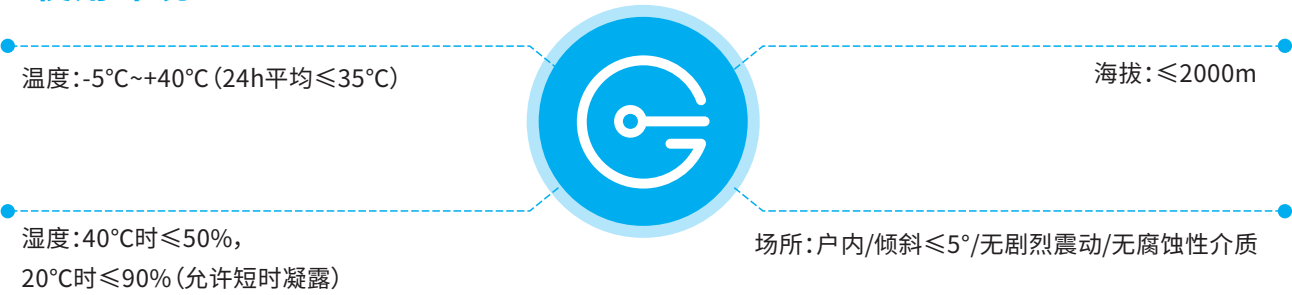 温度：-5℃~+40℃（24h平均≤35℃）
海拔：≤2000m
湿度：40℃时≤50%，
20℃时≤90%（允许短时凝露）
场所：户内/倾斜≤5°/无剧烈震动/无腐蚀性介质